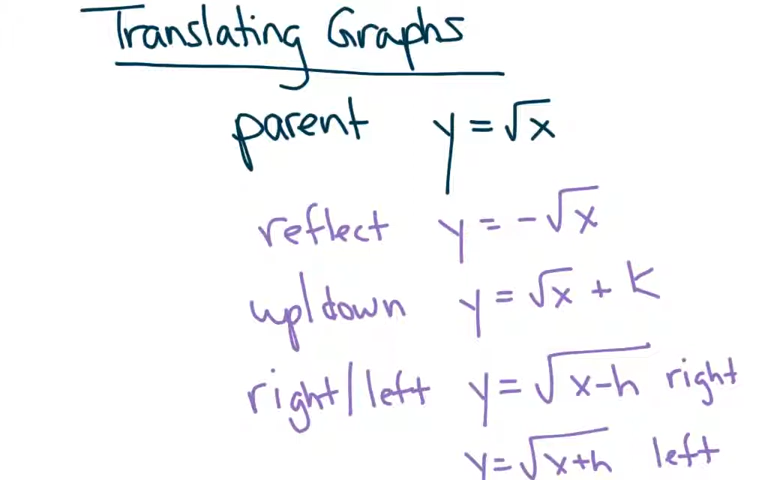 Translating Graphs
parent y = √x
reflect y = -√x
up/down y = √x + k
right/left y = √(x-h) right
y = √(x+h) left